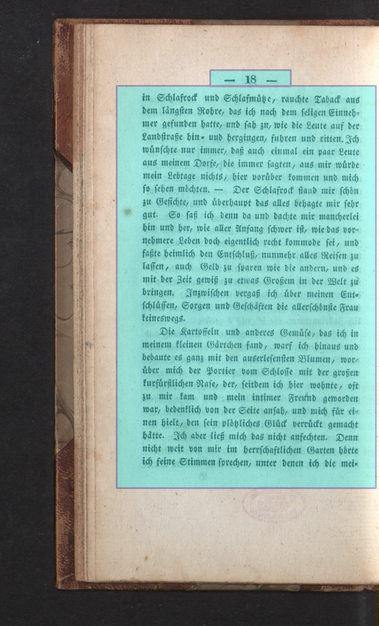 — 18 —
in Schlafrock und Schlafmütze, rauchte Taback aus
dem längsten Rohre, das ich nach dem seligen Einneh-
mer gefunden hatte, und sah zu, wie die Leute auf der
Landstraße hin- und hergingen, fuhren und ritten. Ich
wünschte nur immer, daß auch einmal ein paar Leute
aus meinem Dorfe, die immer sagten, aus mir würde
mein Lebtage nichts, hier vorüber kommen und mich
so sehen möchten. — Der Schlafrock stand mir schön
zu Gesichte, und überhaupt das alles behagte mir sehr
gut. So saß ich denn da und dachte mir mancherlei
hin und her, wie aller Anfang schwer ist, wie das vor-
nehmere Leben doch eigentlich recht kommode sei, und
faßte heimlich den Entschluß, nunmehr alles Reisen zu
lassen, auch Geld zu sparen wie die andern, und es
mit der Zeit gewiß zu etwas Großem in der Welt zu
bringen. Inzwischen vergaß ich über meinen Ent-
schlüssen, Sorgen und Geschäften die allerschönste Frau
keinesweges.
Die Kartoffeln und anderes Gemüse, das ich in
meinem kleinen Gärtchen fand, warf ich hinaus und
bebaute es ganz mit den auserlesensten Blumen, wor-
über mich der Portier vom Schlosse mit der großen
kurfürstlichen Nase, der, seitdem ich hier wohnte, oft
zu mir kam und mein intimer Freund geworden
war, bedenklich von der Seite ansah, und mich für ei-
nen hielt, den sein plötzliches Glück verrückt gemacht
hätte. Ich aber ließ mich das nicht anfechten. Denn
nicht weit von mir im herrschaftlichen Garten hörte
ich feine Stimmen sprechen, unter denen ich die mei-